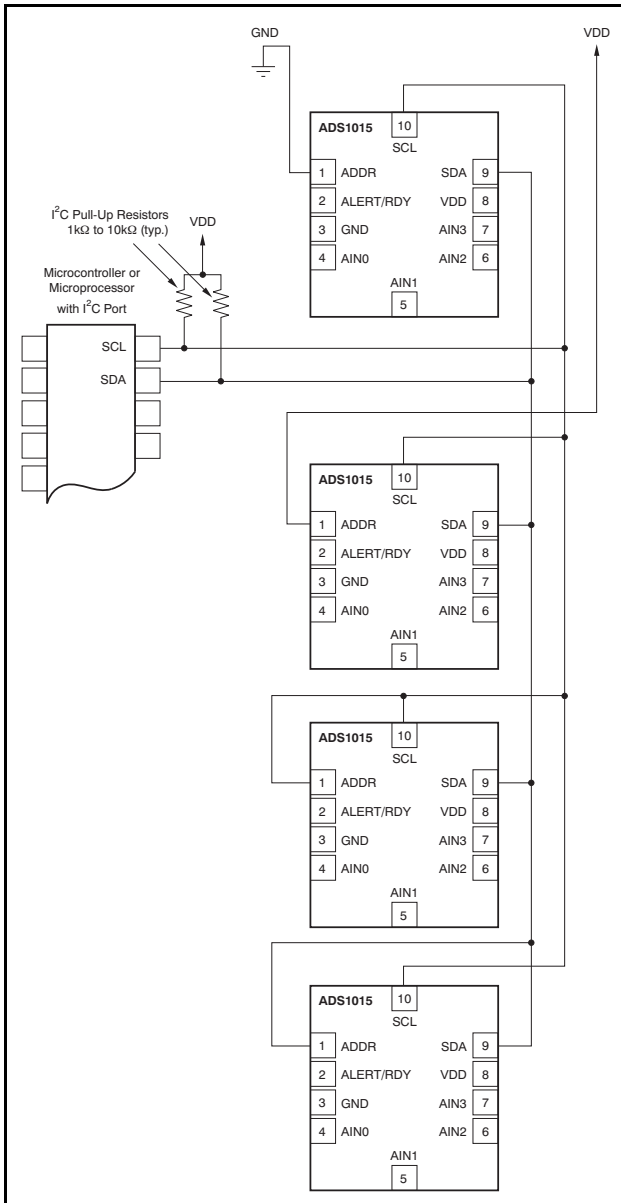 GND
VDD
ADS1015
10
SCL
1 ADDR SDA 9
2 ALERT/RDY VDD 8
3 GND AIN3 7
4 AIN0 AIN2 6
AIN1
5
I²C Pull-Up Resistors
1kΩ to 10kΩ (typ.)
VDD
Microcontroller or
Microprocessor
with I²C Port
SCL
SDA
ADS1015
10
SCL
1 ADDR SDA 9
2 ALERT/RDY VDD 8
3 GND AIN3 7
4 AIN0 AIN2 6
AIN1
5
ADS1015
10
SCL
1 ADDR SDA 9
2 ALERT/RDY VDD 8
3 GND AIN3 7
4 AIN0 AIN2 6
AIN1
5
ADS1015
10
SCL
1 ADDR SDA 9
2 ALERT/RDY VDD 8
3 GND AIN3 7
4 AIN0 AIN2 6
AIN1
5